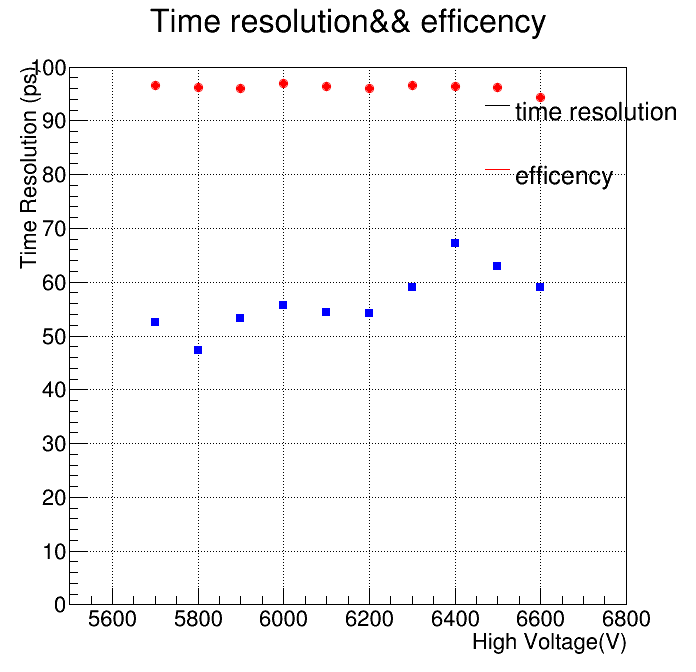 Time resolution&& efficency
Time Resolution (ps)
100
90
80
70
60
50
40
30
20
10
0
time resolution
efficency
5600 5800 6000 6200 6400 6600 6800
High Voltage(V)